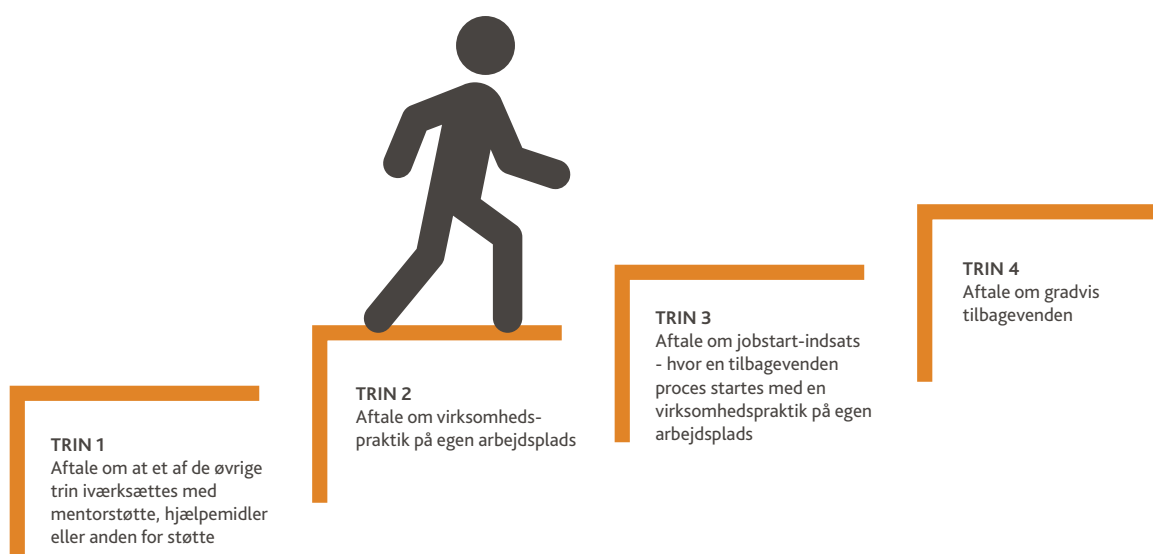 TRIN 1
Aftale om at et af de øvrige
trin iværksættes med
mentorstøtte, hjælpemidler
eller anden for støtte
TRIN 2
Aftale om virksomheds-
praktik på egen arbejdsplads
TRIN 3
Aftale om jobstart-indsats
- hvor en tilbagevenden
proces startes med en
virksomhedspraktik på egen
arbejdsplads
TRIN 4
Aftale om gradvis
tilbagevenden